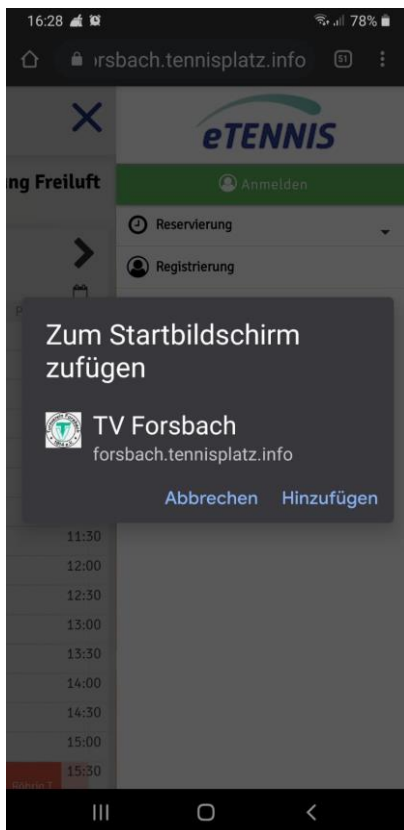 16:28
78%
rsbach.tennisplatz.info
51
eTENNIS
ng Freiluft
Anmelden
Reservierung
Registrierung
P
Zum Startbildschirm
zufügen
TV Forsbach
forsbach.tennisplatz.info
Abbrechen Hinzufügen
11:30
12:00
12:30
13:00
13:30
14:00
14:30
15:00
15:30